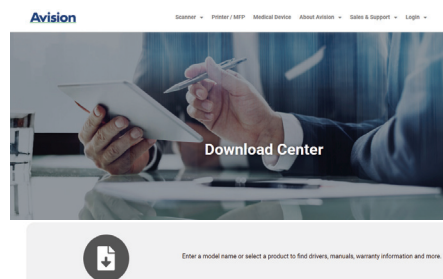 Avision
Scanner Printer / MFP Medical Device About Avision Sales & Support Login
Download Center
Enter a model name or select a product to find drivers, manuals, warranty information and more.